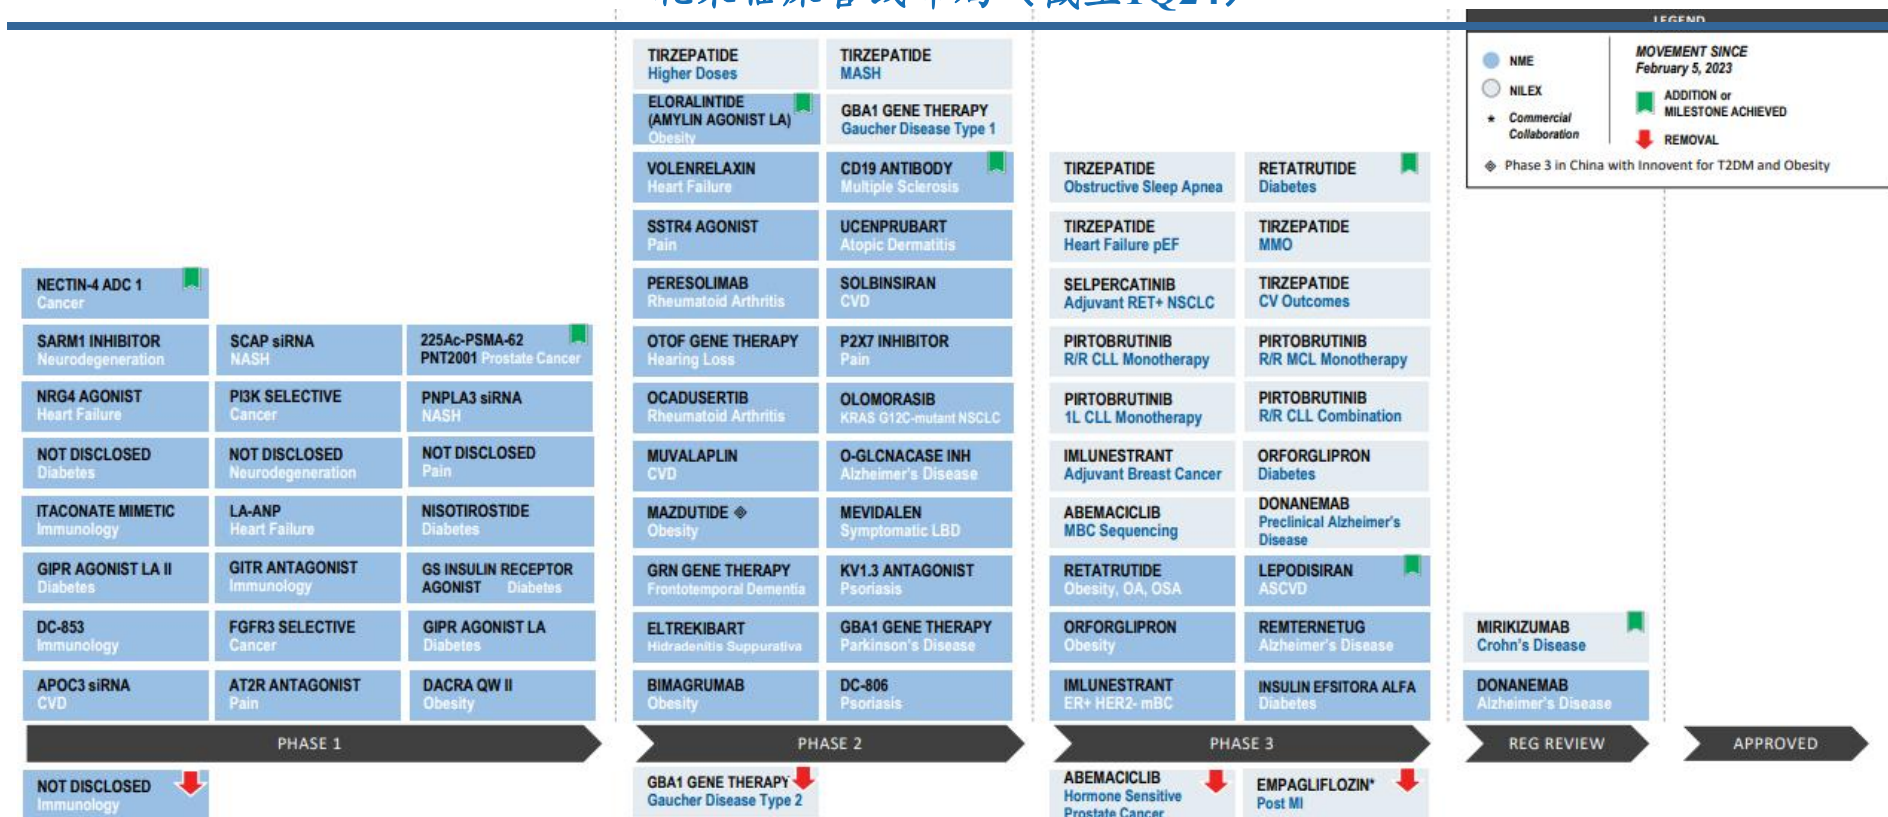 礼来临床管线布局（截至1Q24）
LEGEND
NME
NILEX
* Commercial
Collaboration
MOVEMENT SINCE
February 5, 2023
ADDITION or
MILESTONE ACHIEVED
REMOVAL
Phase 3 in China with Innovent for T2DM and Obesity
NECTIN-4 ADC 1
Cancer
SARM1 INHIBITOR
Neurodegeneration
SCAP siRNA
NASH
225Ac-PSMA-62
PNT2001 Prostate Cancer
NRG4 AGONIST
Heart Failure
PI3K SELECTIVE
Cancer
PNPLA3 siRNA
NASH
NOT DISCLOSED
Diabetes
NOT DISCLOSED
Neurodegeneration
NOT DISCLOSED
Pain
ITACONATE MIMETIC
Immunology
LA-ANP
Heart Failure
NISOTIROSTIDE
Diabetes
GIPR AGONIST LA II
Diabetes
GITR ANTAGONIST
Immunology
GS INSULIN RECEPTOR
AGONIST Diabetes
DC-853
Immunology
FGFR3 SELECTIVE
Cancer
GIPR AGONIST LA
Diabetes
APOC3 siRNA
CVD
AT2R ANTAGONIST
Pain
DACRA QW II
Obesity
PHASE 1
NOT DISCLOSED
Immunology
TIRZEPATIDE
Higher Doses
TIRZEPATIDE
MASH
ELORALINTIDE
(AMYLIN AGONIST LA)
Obesity
GBA1 GENE THERAPY
Gaucher Disease Type 1
VOLENRELAXIN
Heart Failure
CD19 ANTIBODY
Multiple Sclerosis
SSTR4 AGONIST
Pain
UCENPRUBART
Atopic Dermatitis
PERESOLIMAB
Rheumatoid Arthritis
SOLBINSIRAN
CVD
OTOF GENE THERAPY
Hearing Loss
P2X7 INHIBITOR
Pain
OCADUSERTIB
Rheumatoid Arthritis
OLOMORASIB
KRAS G12C-mutant NSCLC
MUVALAPLIN
CVD
O-GLCNACASE INH
Alzheimer's Disease
MAZDUTIDE
Obesity
MEVIDALEN
Symptomatic LBD
GRN GENE THERAPY
Frontotemporal Dementia
KV1.3 ANTAGONIST
Psoriasis
ELTREKIBART
Hidradenitis Suppurativa
GBA1 GENE THERAPY
Parkinson's Disease
BIMAGRUMAB
Obesity
DC-806
Psoriasis
PHASE 2
GBA1 GENE THERAPY
Gaucher Disease Type 2
TIRZEPATIDE
Obstructive Sleep Apnea
RETATRUTIDE
Diabetes
TIRZEPATIDE
Heart Failure pEF
TIRZEPATIDE
MMO
SELPERCATINIB
Adjuvant RET+ NSCLC
TIRZEPATIDE
CV Outcomes
PIRTOBRUTINIB
R/R CLL Monotherapy
PIRTOBRUTINIB
R/R MCL Monotherapy
PIRTOBRUTINIB
1L CLL Monotherapy
PIRTOBRUTINIB
R/R CLL Combination
IMLUNESTRANT
Adjuvant Breast Cancer
ORFORGLIPRON
Diabetes
ABEMACICLIB
MBC Sequencing
DONANEMAB
Preclinical Alzheimer's
Disease
RETATRUTIDE
Obesity, OA, OSA
LEPODISIRAN
ASCVD
ORFORGLIPRON
Obesity
REMTERNETUG
Alzheimer's Disease
IMLUNESTRANT
ER+ HER2- mBC
INSULIN EFSITORA ALFA
Diabetes
PHASE 3
ABEMACICLIB
Hormone Sensitive
Prostate Cancer
EMPAGLIFLOZIN*
Post MI
MIRIKIZUMAB
Crohn's Disease
DONANEMAB
Alzheimer's Disease
REG REVIEW
APPROVED